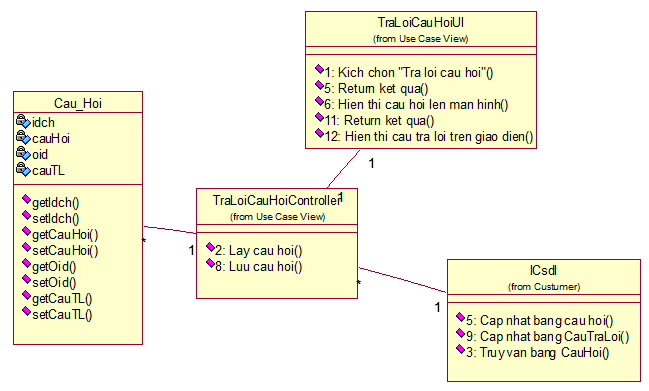 TraLoiCauHoiUI
(from Use Case View)
1: Kich chon "Tra loi cau hoi"()
5: Return ket qua()
6: Hien thi cau hoi len man hinh()
11: Return ket qua()
12: Hien thi cau tra loi tren giao dien()
Cau_Hoi
idch
cauHoi
oid
cauTL
getIdch()
setIdch()
getCauHoi()
setCauHoi()
getOid()
setOid()
getCauTL()
setCauTL()
1
1
TraLoiCauHoiController
(from Use Case View)
2: Lay cau hoi()
8: Luu cau hoi()
*
1
*
1
ICsdl
(from Custumer)
5: Cap nhat bang cau hoi()
9: Cap nhat bang CauTraLoi()
3: Truy van bang CauHoi()